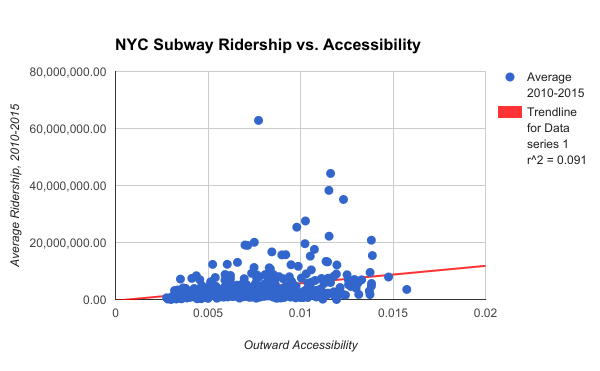 NYC Subway Ridership vs. Accessibility
80,000,000.00
60,000,000.00
40,000,000.00
20,000,000.00
0.00
Average Ridership, 2010-2015
0
0.005
0.01
0.015
0.02
Outward Accessibility
Average
2010-2015
Trendline
for Data
series 1
r^2 = 0.091